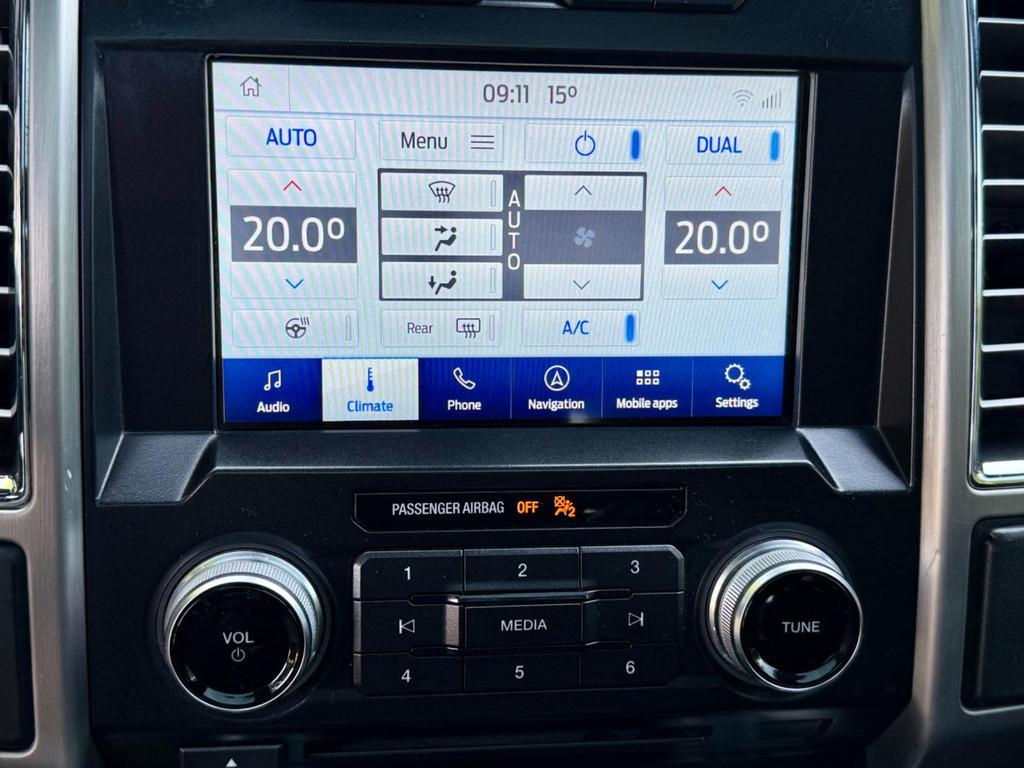 09:11 15º
AUTO
Menu
DUAL
20.0º
AUTO
20.0º
Rear
A/C
Audio
Climate
Phone
Navigation
Mobile apps
Settings
PASSENGER AIRBAG OFF 2
1 2 3
VOL
MEDIA
TUNE
4 5 6